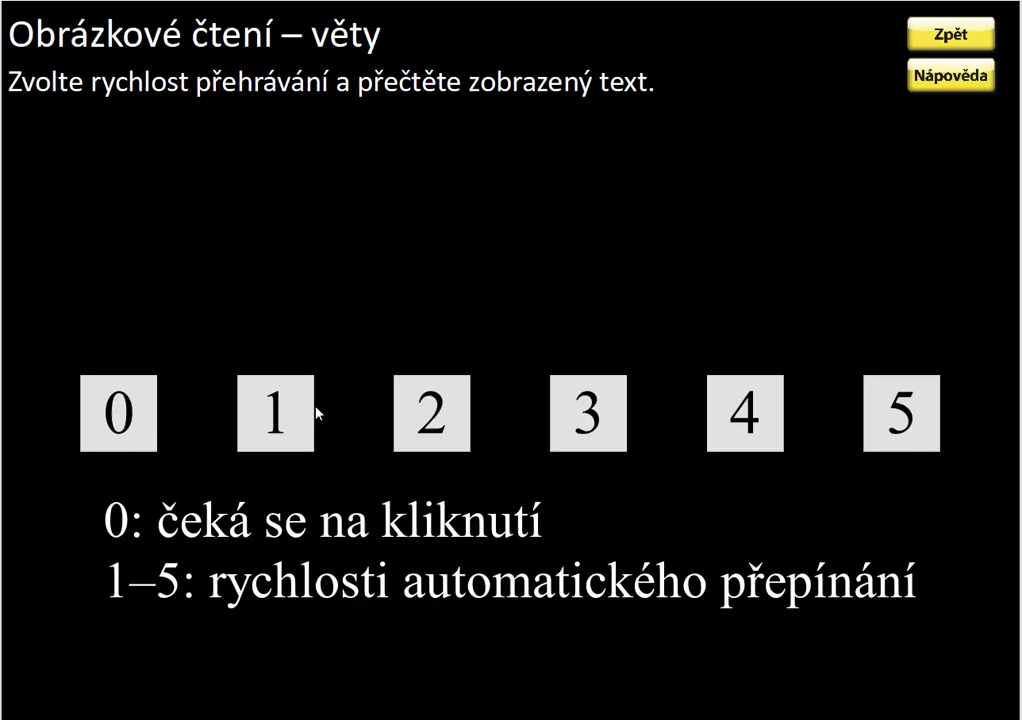 Obrázkové čtení – věty
Zpět
Zvolte rychlost přehrávání a přečtěte zobrazený text.
Nápověda
0 1 2 3 4 5
0: čeká se na kliknutí
1–5: rychlosti automatického přepínání